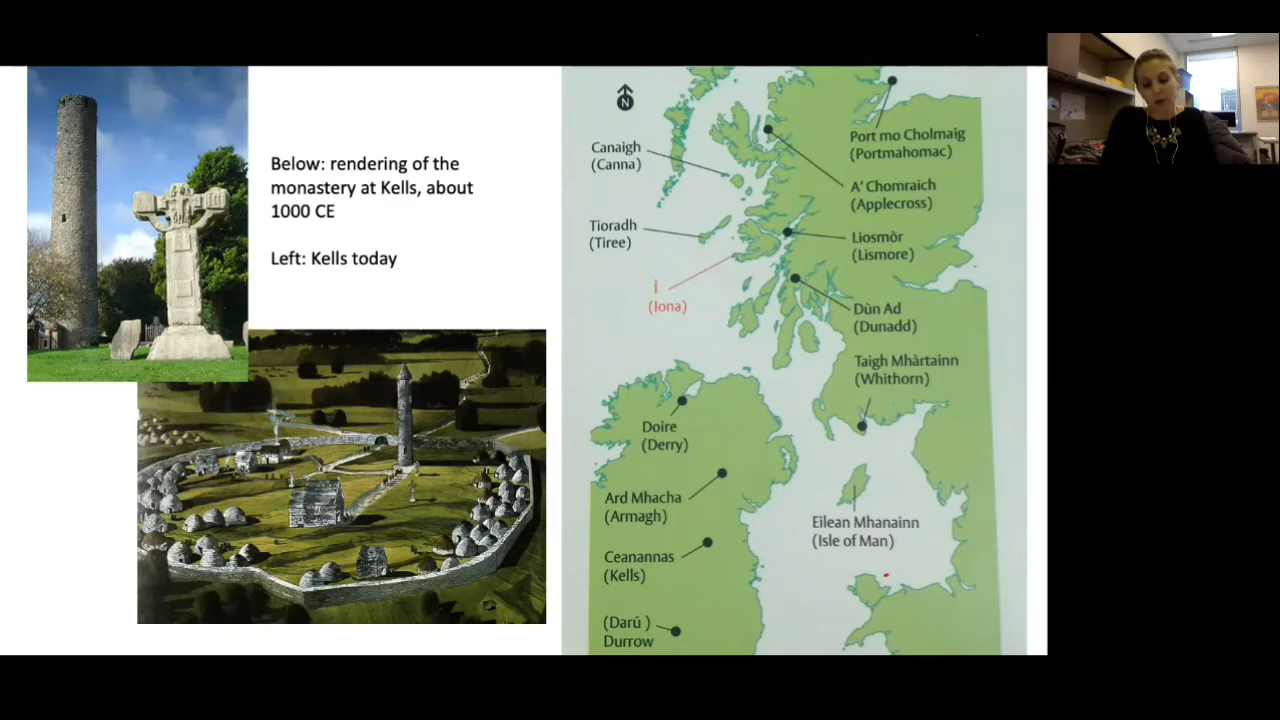 Below: rendering of the
monastery at Kells, about
1000 CE
Left: Kells today
N
Canaigh
(Canna)
Tioradh
(Tiree)
Ì
(Iona)
Port mo Cholmaig
(Portmahomac)
A' Chomraich
(Applecross)
Liosmòr
(Lismore)
Dùn Ad
(Dunadd)
Taigh Mhàrtainn
(Whithorn)
Doire
(Derry)
Ard Mhacha
(Armagh)
Ceanannas
(Kells)
(Darú )
Durrow
Eilean Mhanainn
(Isle of Man)